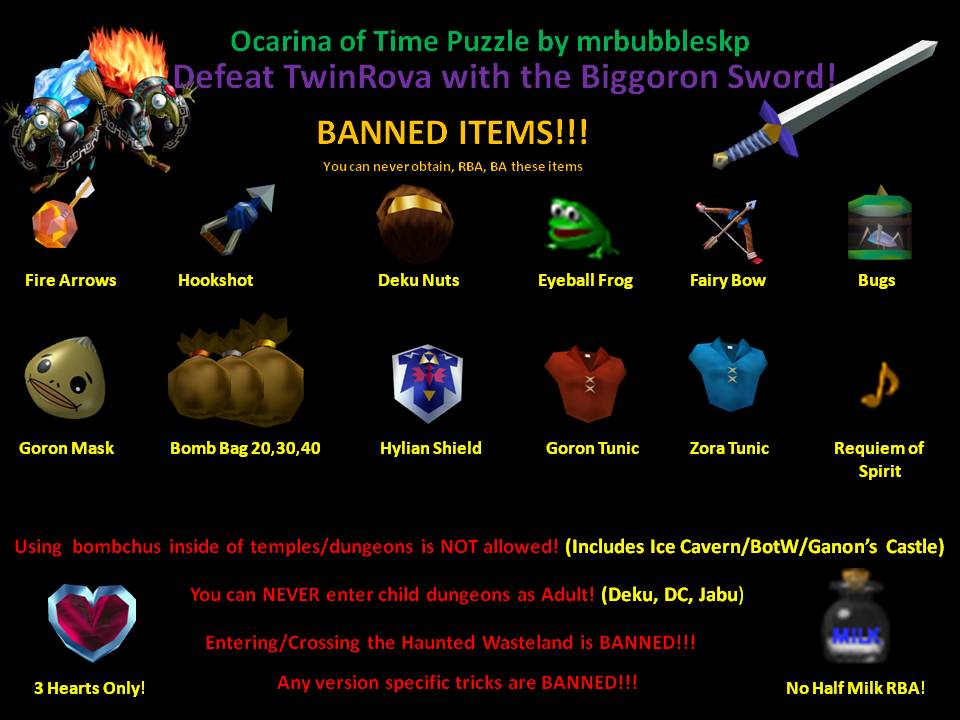 Ocarina of Time Puzzle by mrbubbleskp
Defeat TwinRova with the Biggoron Sword!
BANNED ITEMS!!!
You can never obtain, RBA, BA these items
Fire Arrows Hookshot Deku Nuts Eyeball Frog Fairy Bow Bugs
Goron Mask Bomb Bag 20,30,40 Hylian Shield Goron Tunic Zora Tunic Requiem of
Spirit
Using bombchus inside of temples/dungeons is NOT allowed! (Includes Ice Cavern/BotW/Ganon's Castle)
You can NEVER enter child dungeons as Adult! (Deku, DC, Jabu)
MILK
Entering/Crossing the Haunted Wasteland is BANNED!!!
3 Hearts Only! Any version specific tricks are BANNED!!! No Half Milk RBA!